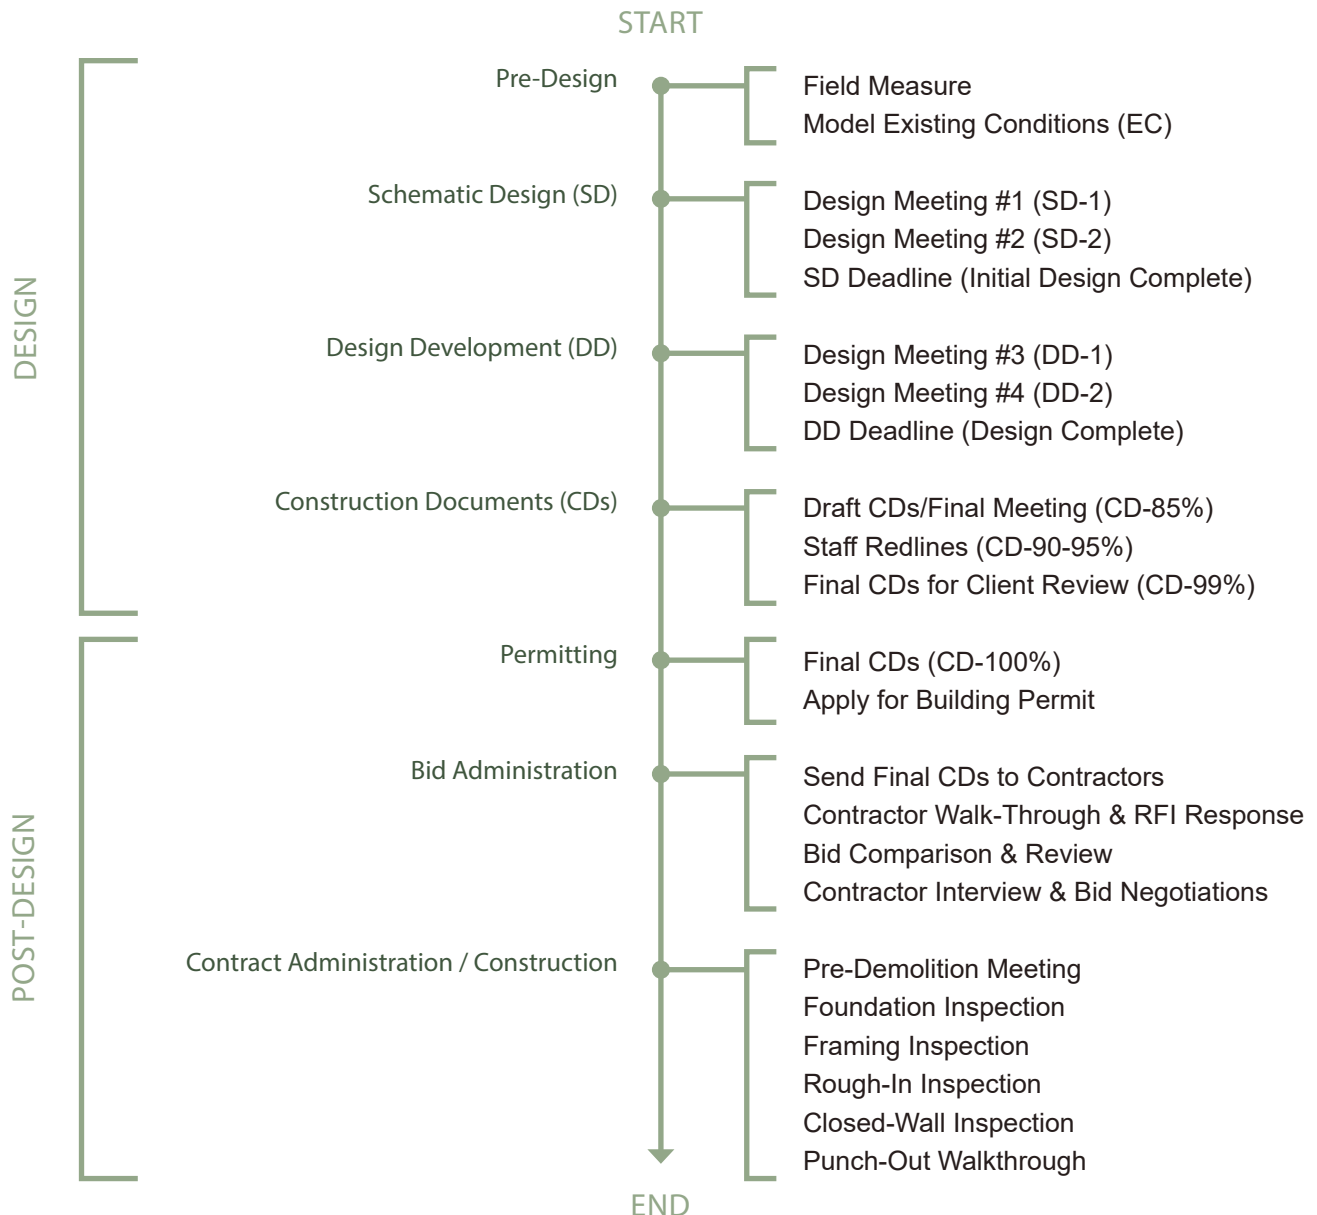 START
DESIGN
Pre-Design
Field Measure
Model Existing Conditions (EC)
Schematic Design (SD)
Design Meeting #1 (SD-1)
Design Meeting #2 (SD-2)
SD Deadline (Initial Design Complete)
Design Development (DD)
Design Meeting #3 (DD-1)
Design Meeting #4 (DD-2)
DD Deadline (Design Complete)
Construction Documents (CDs)
Draft CDs/Final Meeting (CD-85%)
Staff Redlines (CD-90-95%)
Final CDs for Client Review (CD-99%)
POST-DESIGN
Permitting
Final CDs (CD-100%)
Apply for Building Permit
Bid Administration
Send Final CDs to Contractors
Contractor Walk-Through & RFI Response
Bid Comparison & Review
Contractor Interview & Bid Negotiations
Contract Administration / Construction
Pre-Demolition Meeting
Foundation Inspection
Framing Inspection
Rough-In Inspection
Closed-Wall Inspection
Punch-Out Walkthrough
END